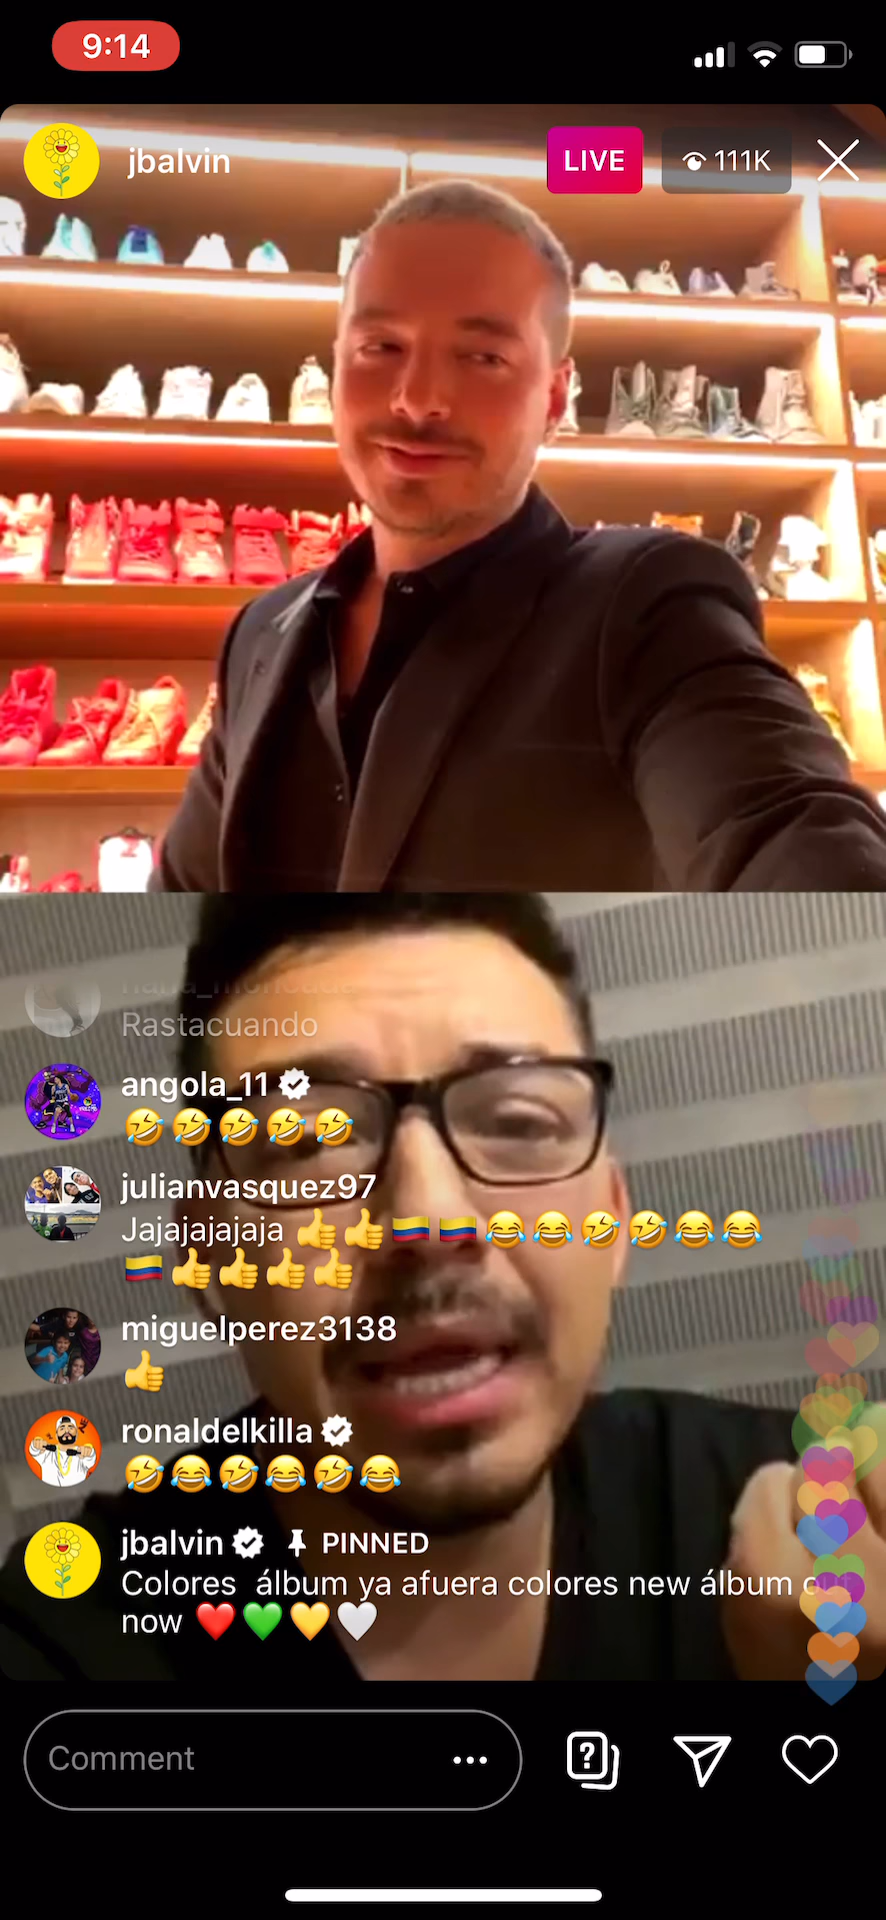 9:14
jbalvin
LIVE
111K
Rastacuando
angola_11
🤣🤣🤣🤣🤣
julianvasquez97
Jajajajajaja 👍👍🇨🇴🇨🇴😂😂🤣🤣😂😂
🇨🇴👍👍👍👍
miguelperez3138
👍
ronaldelkilla
🤣😂🤣😂🤣😂
jbalvin PINNED
Colores álbum ya afuera colores new álbum out
now ❤️💚💛🤍
Comment